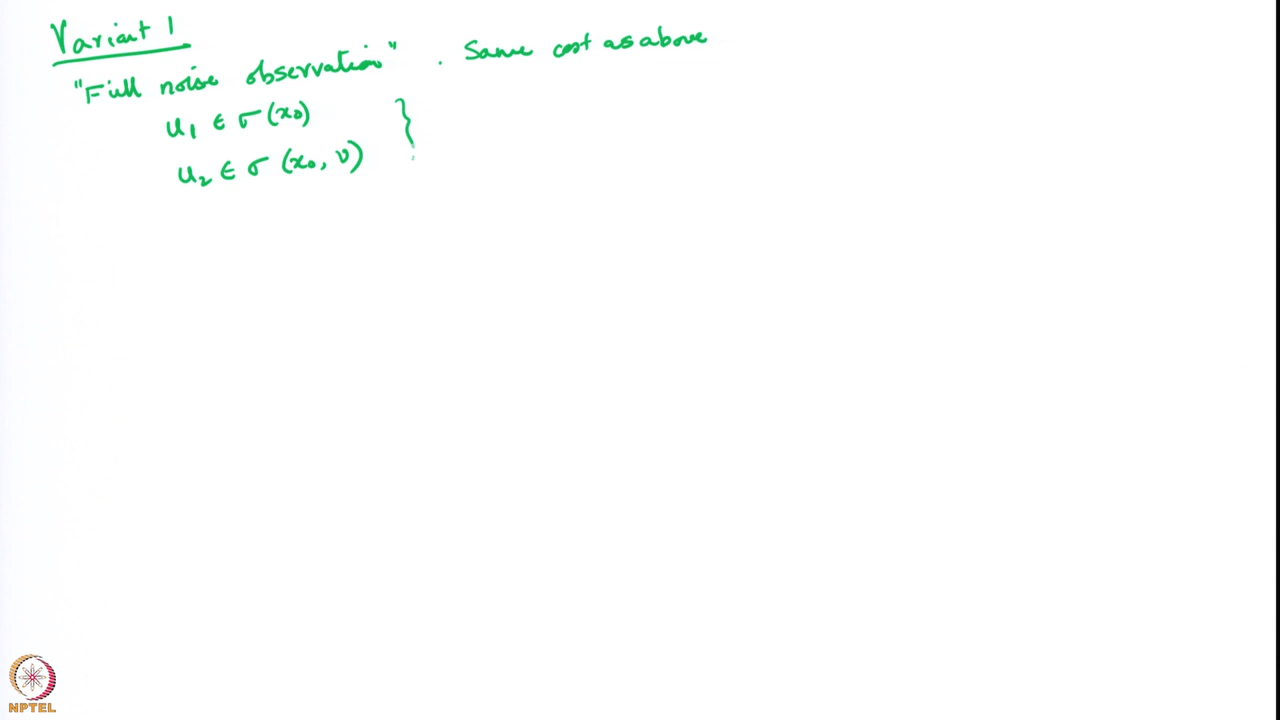 Variant 1
"Full noise observation" . Same cost as above
u₁ ∈ σ(x₀)
u₂ ∈ σ(x₀, ν)
NPTEL